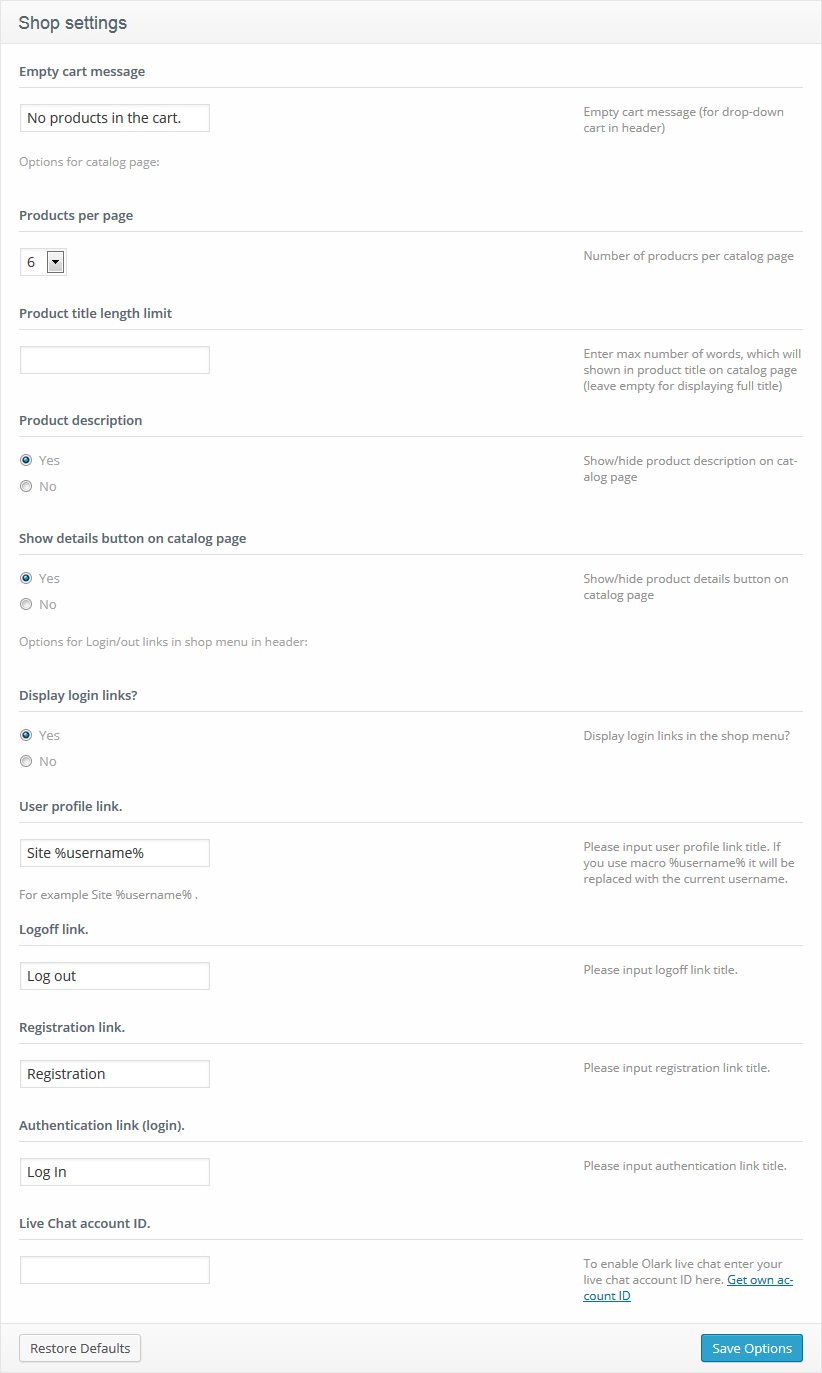 Shop settings
Empty cart message
No products in the cart.
Empty cart message (for drop-down
cart in header)
Options for catalog page:
Products per page
6
Number of producrs per catalog page
Product title length limit
Enter max number of words, which will
shown in product title on catalog page
(leave empty for displaying full title)
Product description
Yes
No
Show/hide product description on cat-
alog page
Show details button on catalog page
Yes
No
Show/hide product details button on
catalog page
Options for Login/out links in shop menu in header:
Display login links?
Yes
No
Display login links in the shop menu?
User profile link.
Site %username%
Please input user profile link title. If
you use macro %username% it will be
replaced with the current username.
For example Site %username% .
Logoff link.
Log out
Please input logoff link title.
Registration link.
Registration
Please input registration link title.
Authentication link (login).
Log In
Please input authentication link title.
Live Chat account ID.
To enable Olark live chat enter your
live chat account ID here. Get own ac-
count ID
Restore Defaults
Save Options